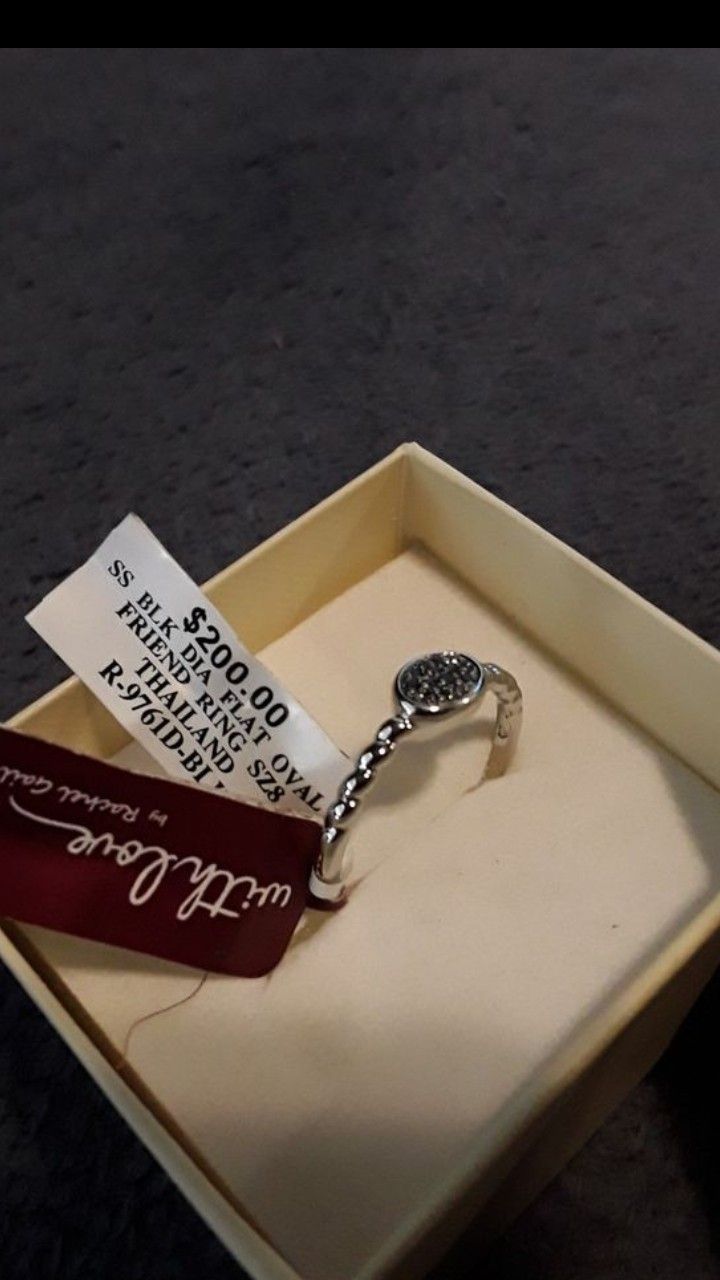 $200.00
SS BLK DIA FLAT OVAL
FRIEND RING SZ8
THAILAND
with love
by Rachel Gail